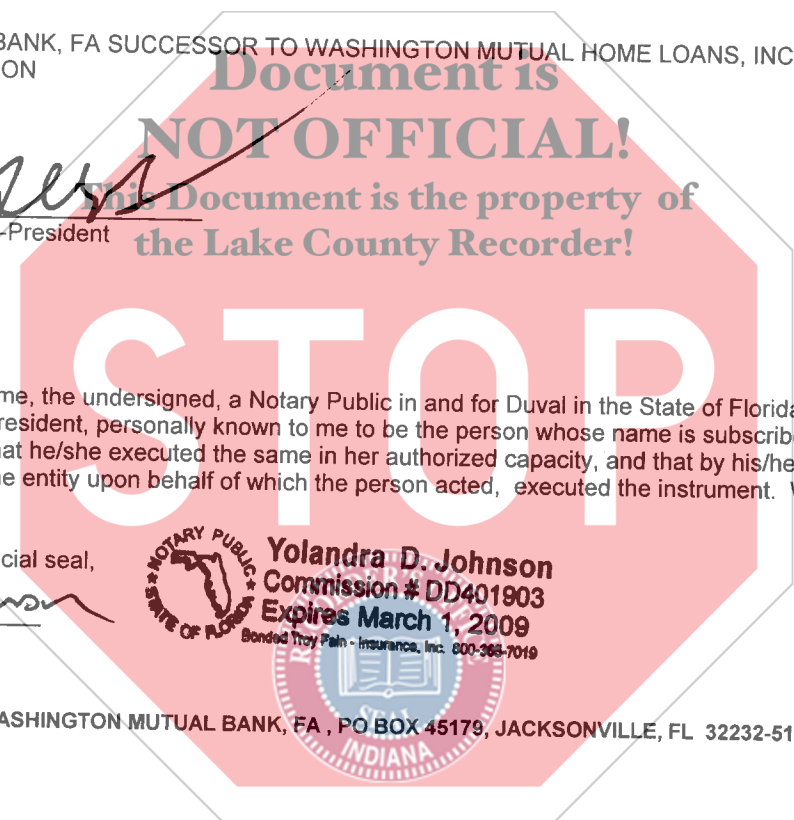 BANK, FA SUCCESSOR TO WASHINGTON MUTUAL HOME LOANS, INC
ON
Document is
NOT OFFICIAL!
This Document is the property of
the Lake County Recorder!
-President
STOP
me, the undersigned, a Notary Public in and for Duval in the State of Florida
resident, personally known to me to be the person whose name is subscrib
at he/she executed the same in her authorized capacity, and that by his/he
e entity upon behalf of which the person acted, executed the instrument.
cial seal,
NOTARY PUBLIC
STATE OF FLORIDA
Yolandra D. Johnson
Commission # DD401903
Expires March 1, 2009
Bonded Troy Fain - Insurance, Inc. 800-385-7019
SEAL
INDIANA
ASHINGTON MUTUAL BANK, FA , PO BOX 45179, JACKSONVILLE, FL 32232-51